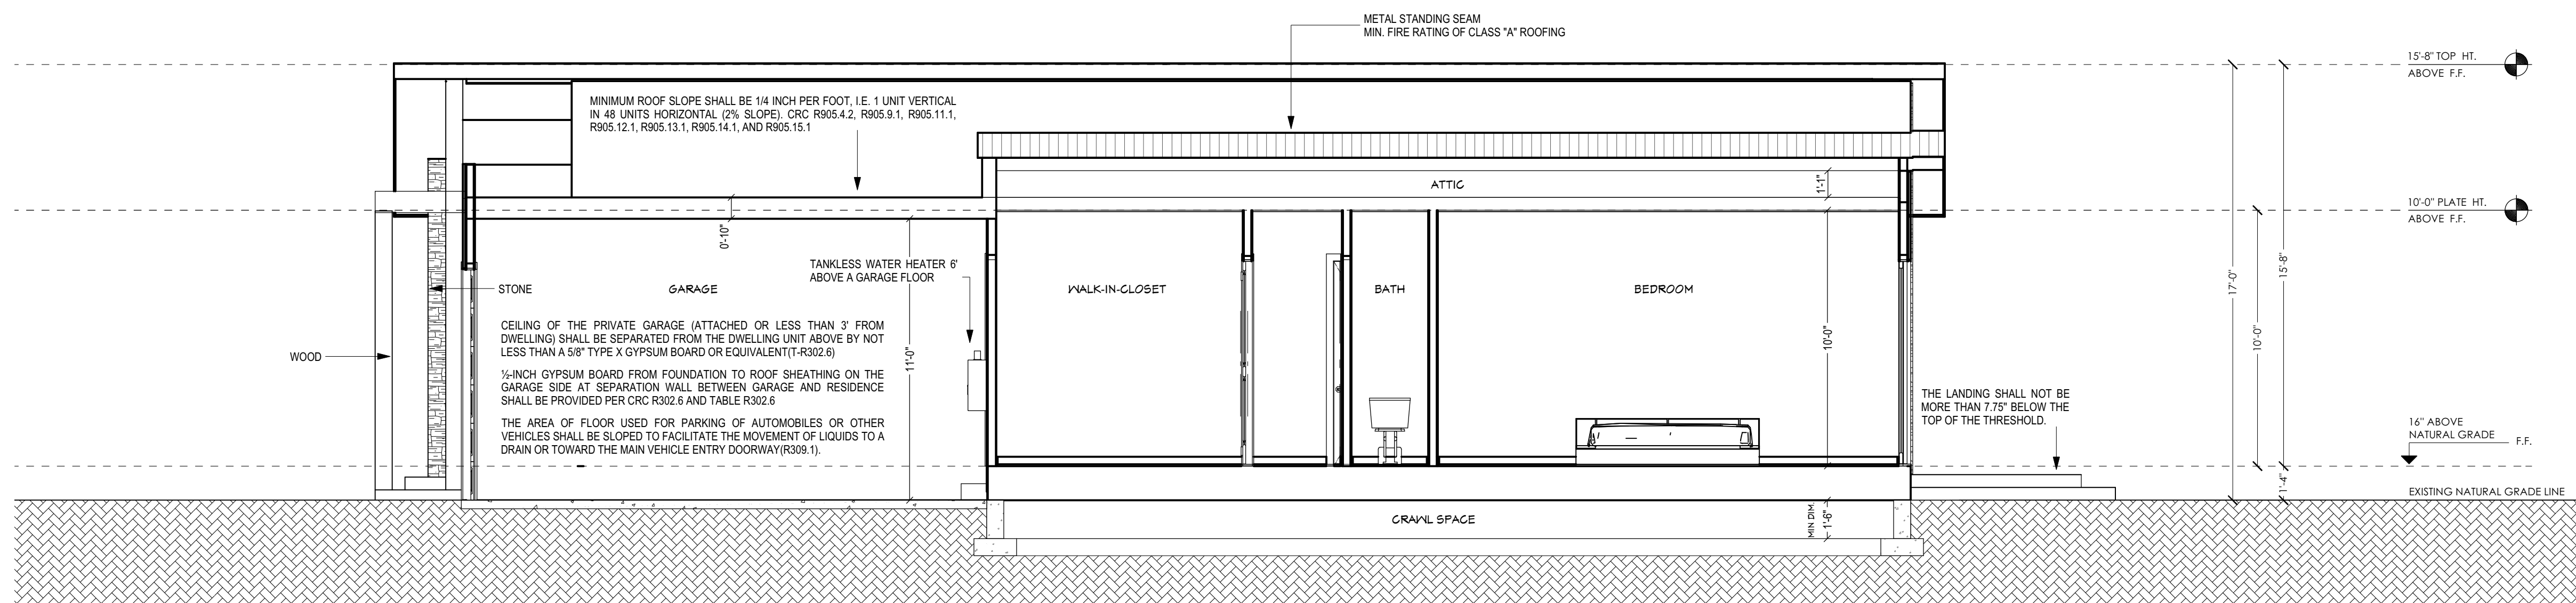 METAL STANDING SEAM
MIN. FIRE RATING OF CLASS "A" ROOFING
15'-8" TOP HT.
ABOVE F.F.
MINIMUM ROOF SLOPE SHALL BE 1/4 INCH PER FOOT, I.E. 1 UNIT VERTICAL
IN 48 UNITS HORIZONTAL (2% SLOPE). CRC R905.4.2, R905.9.1, R905.11.1,
R905.12.1, R905.13.1, R905.14.1, AND R905.15.1
ATTIC
1'-1"
10'-0" PLATE HT.
ABOVE F.F.
0'-10"
TANKLESS WATER HEATER 6'
ABOVE A GARAGE FLOOR
STONE
GARAGE
WALK-IN-CLOSET
BATH
BEDROOM
17'-0"
15'-8"
10'-0"
10'-0"
11'-0"
WOOD
CEILING OF THE PRIVATE GARAGE (ATTACHED OR LESS THAN 3' FROM
DWELLING) SHALL BE SEPARATED FROM THE DWELLING UNIT ABOVE BY NOT
LESS THAN A 5/8" TYPE X GYPSUM BOARD OR EQUIVALENT(T-R302.6)
½-INCH GYPSUM BOARD FROM FOUNDATION TO ROOF SHEATHING ON THE
GARAGE SIDE AT SEPARATION WALL BETWEEN GARAGE AND RESIDENCE
SHALL BE PROVIDED PER CRC R302.6 AND TABLE R302.6
THE AREA OF FLOOR USED FOR PARKING OF AUTOMOBILES OR OTHER
VEHICLES SHALL BE SLOPED TO FACILITATE THE MOVEMENT OF LIQUIDS TO A
DRAIN OR TOWARD THE MAIN VEHICLE ENTRY DOORWAY(R309.1).
THE LANDING SHALL NOT BE
MORE THAN 7.75" BELOW THE
TOP OF THE THRESHOLD.
16" ABOVE
NATURAL GRADE
F.F.
1'-4"
EXISTING NATURAL GRADE LINE
CRAWL SPACE
MIN DIM.
1'-6"